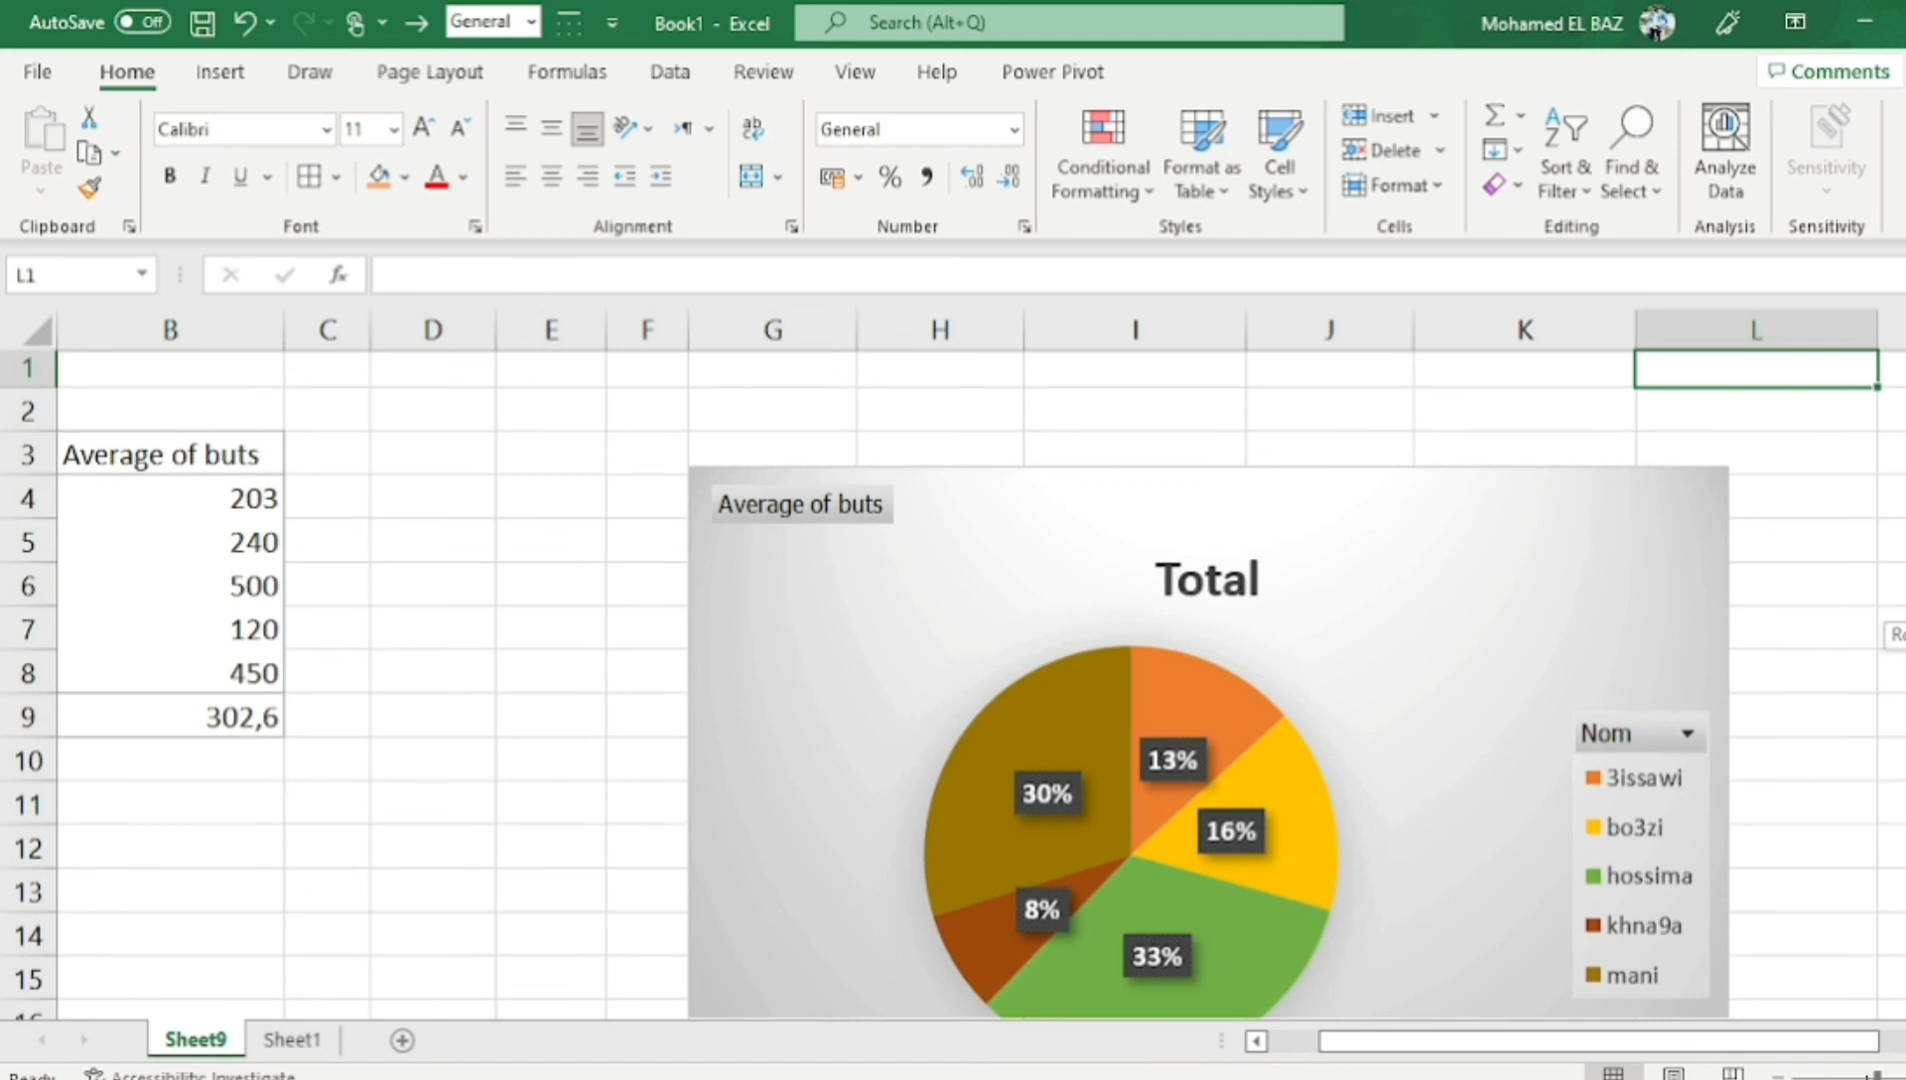 AutoSave Off General Book1 - Excel Search (Alt+Q) Mohamed EL BAZ
File Home Insert Draw Page Layout Formulas Data Review View Help Power Pivot Comments
Paste
Calibri 11 A A
B I U A
ab
General
% 9
Conditional Formatting
Format as Table
Cell Styles
Insert
Delete
Format
Sort & Filter
Find & Select
Analyze Data
Sensitivity
Clipboard Font Alignment Number Styles Cells Editing Analysis Sensitivity
L1 fx
B C D E F G H I J K L
1
2
3 Average of buts
4 203
5 240
6 500
7 120
8 450
9 302,6
10
11
12
13
14
15
16
Average of buts
Total
13%
30%
16%
8%
33%
Nom
3issawi
bo3zi
hossima
khna9a
mani
Sheet9 Sheet1
Ready Accessibility: Investigate